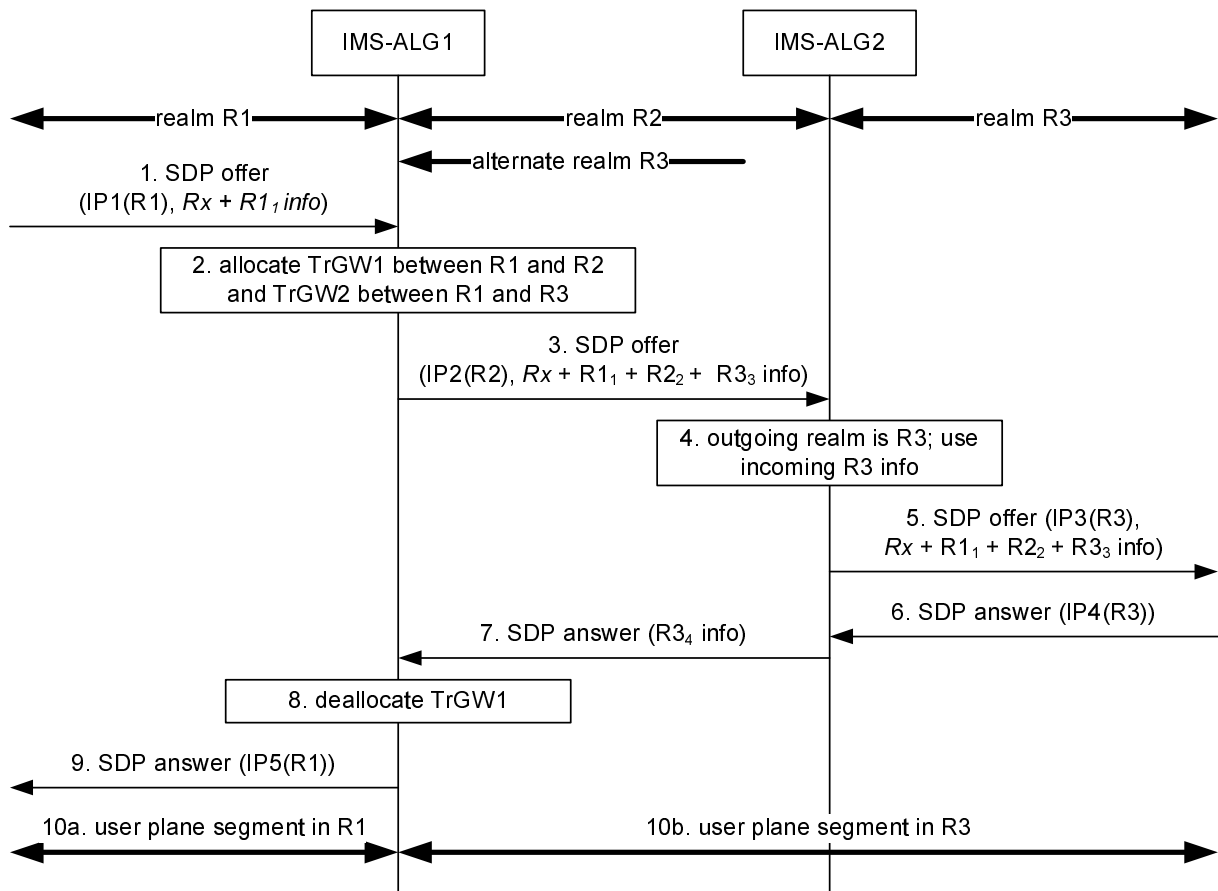 IMS-ALG1
IMS-ALG2
realm R1
realm R2
realm R3
alternate realm R3
1. SDP offer
(IP1(R1), Rx + R1₁ info)
2. allocate TrGW1 between R1 and R2
and TrGW2 between R1 and R3
3. SDP offer
(IP2(R2), Rx + R1₁ + R2₂ + R3₃ info)
4. outgoing realm is R3; use
incoming R3 info
5. SDP offer (IP3(R3),
Rx + R1₁ + R2₂ + R3₃ info)
6. SDP answer (IP4(R3))
7. SDP answer (R3₄ info)
8. deallocate TrGW1
9. SDP answer (IP5(R1))
10a. user plane segment in R1
10b. user plane segment in R3